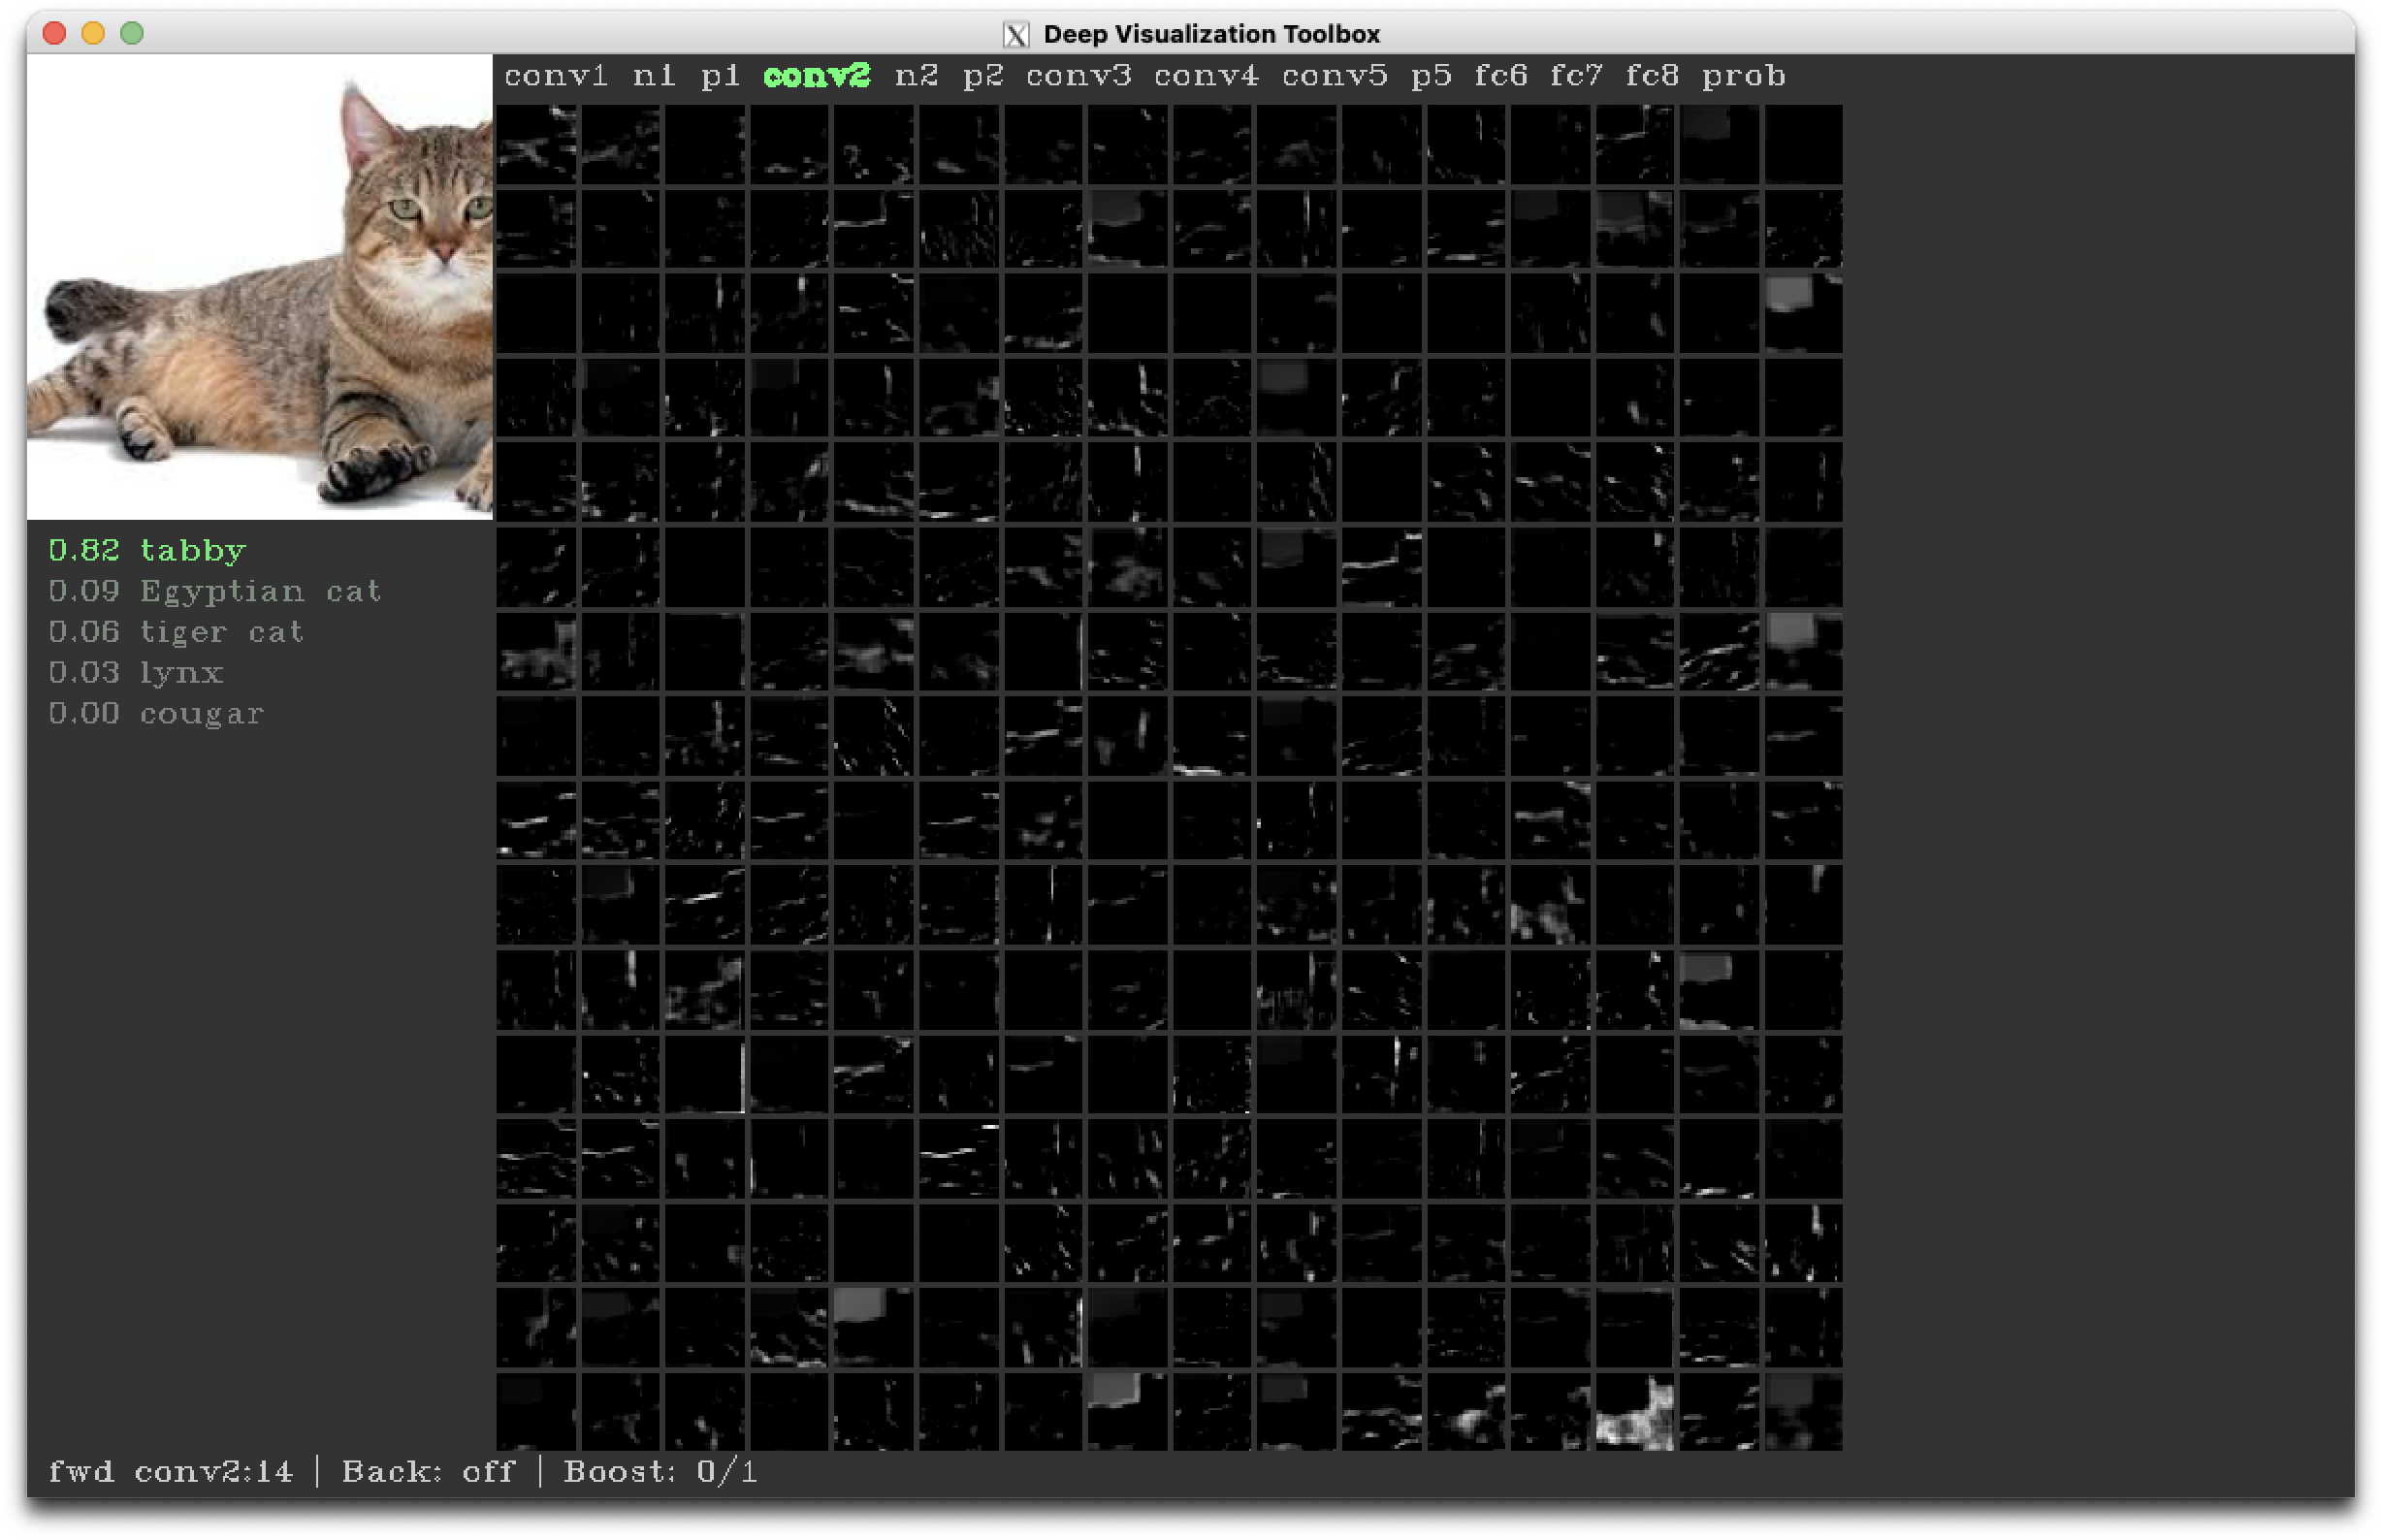 Deep Visualization Toolbox
conv1 n1 p1 conv2 n2 p2 conv3 conv4 conv5 p5 fc6 fc7 fc8 prob
0.82 tabby
0.09 Egyptian cat
0.06 tiger cat
0.03 lynx
0.00 cougar
fwd conv2:14 | Back: off | Boost: 0/1